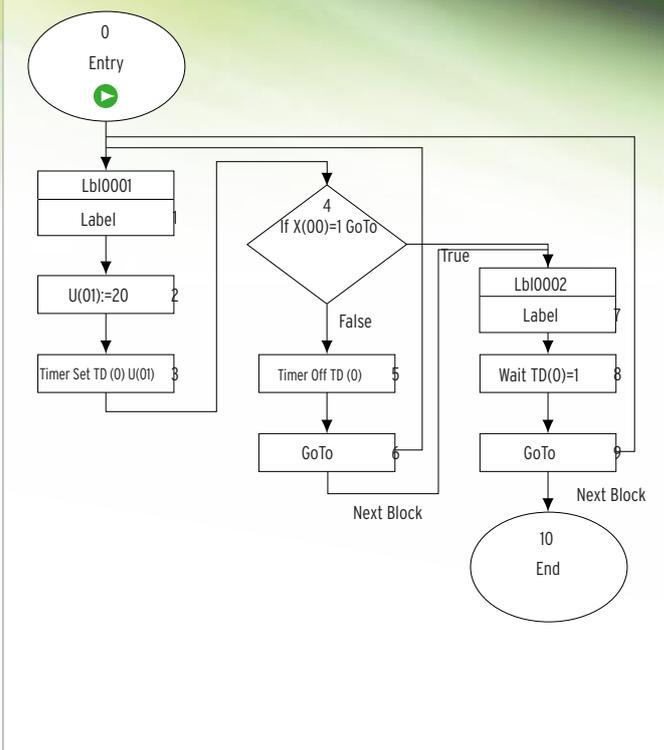 0
Entry
Lbl0001
Label
1
U(01):=20
2
Timer Set TD (0) U(01)
3
4
If X(00)=1 GoTo
True
False
Timer Off TD (0)
5
GoTo
6
Next Block
Lbl0002
Label
7
Wait TD(0)=1
8
GoTo
9
Next Block
10
End